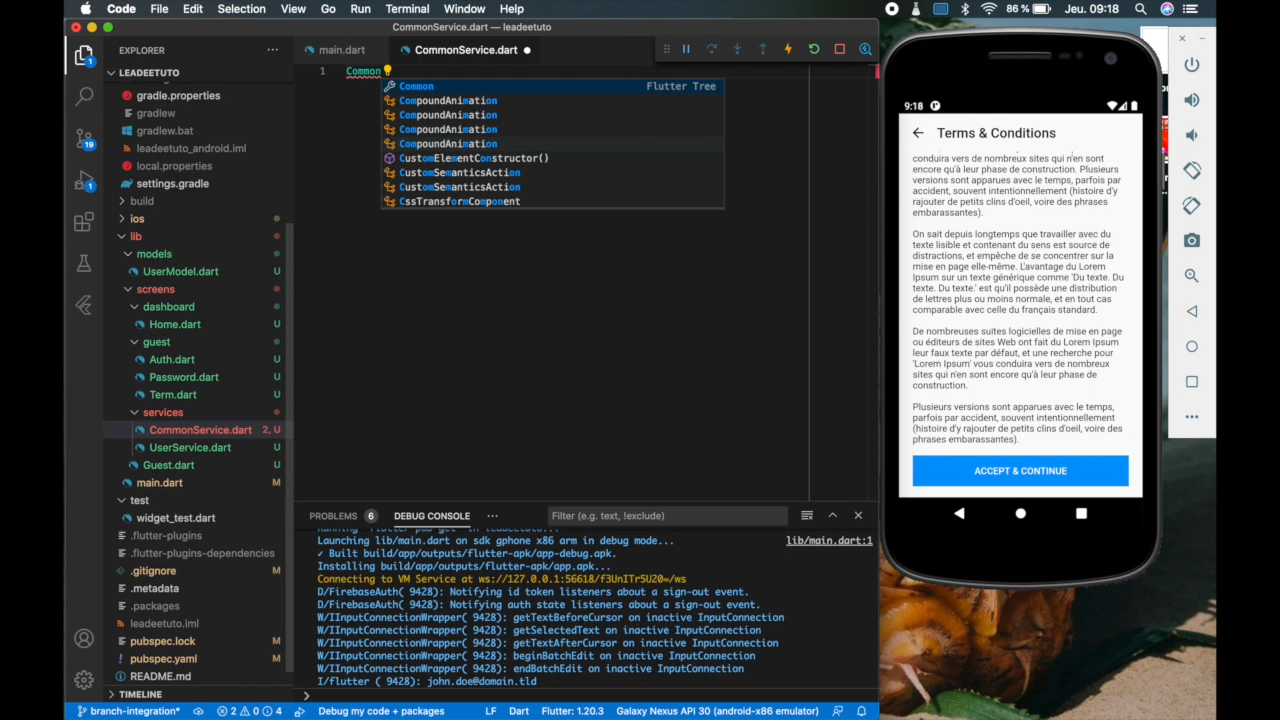 Code File Edit Selection View Go Run Terminal Window Help
86 % Jeu. 09:18
CommonService.dart — leadeetuto
EXPLORER
LEADEETUTO
gradle.properties
gradlew
gradlew.bat
leadeetuto_android.iml
local.properties
settings.gradle
build
ios
lib
models
UserModel.dart U
screens
dashboard
Home.dart U
guest
Auth.dart U
Password.dart U
Term.dart U
services
CommonService.dart 2, U
UserService.dart U
Guest.dart U
main.dart M
test
widget_test.dart U
.flutter-plugins
.flutter-plugins-dependencies
.gitignore M
.metadata
.packages
leadeetuto.iml
pubspec.lock M
pubspec.yaml M
README.md
TIMELINE
1
19
1
main.dart
CommonService.dart
1 Common
Common Flutter Tree
CompoundAnimation
CompoundAnimation
CompoundAnimation
CompoundAnimation
CustomElementConstructor()
CustomSemanticsAction
CustomSemanticsAction
CssTransformComponent
PROBLEMS 6 DEBUG CONSOLE ··· Filter (e.g. text, !exclude)
Running "flutter pub get" in leadeetuto...
Launching lib/main.dart on sdk gphone x86 arm in debug mode... lib/main.dart:1
✓ Built build/app/outputs/flutter-apk/app-debug.apk.
Installing build/app/outputs/flutter-apk/app.apk...
Connecting to VM Service at ws://127.0.0.1:56618/f3UnITr5U20=/ws
D/FirebaseAuth( 9428): Notifying id token listeners about a sign-out event.
D/FirebaseAuth( 9428): Notifying auth state listeners about a sign-out event.
W/IInputConnectionWrapper( 9428): getTextBeforeCursor on inactive InputConnection
W/IInputConnectionWrapper( 9428): getSelectedText on inactive InputConnection
W/IInputConnectionWrapper( 9428): getTextAfterCursor on inactive InputConnection
W/IInputConnectionWrapper( 9428): beginBatchEdit on inactive InputConnection
W/IInputConnectionWrapper( 9428): endBatchEdit on inactive InputConnection
I/flutter ( 9428): john.doe@domain.tld
branch-integration* 2 0 4 Debug my code + packages LF Dart Flutter: 1.20.3 Galaxy Nexus API 30 (android-x86 emulator)
9:18
Terms & Conditions
conduira vers de nombreux sites qui n'en sont
encore qu'à leur phase de construction. Plusieurs
versions sont apparues avec le temps, parfois par
accident, souvent intentionnellement (histoire d'y
rajouter de petits clins d'oeil, voire des phrases
embarassantes).
On sait depuis longtemps que travailler avec du
texte lisible et contenant du sens est source de
distractions, et empêche de se concentrer sur la
mise en page elle-même. L'avantage du Lorem
Ipsum sur un texte générique comme 'Du texte. Du
texte. Du texte.' est qu'il possède une distribution
de lettres plus ou moins normale, et en tout cas
comparable avec celle du français standard.
De nombreuses suites logicielles de mise en page
ou éditeurs de sites Web ont fait du Lorem Ipsum
leur faux texte par défaut, et une recherche pour
'Lorem Ipsum' vous conduira vers de nombreux
sites qui n'en sont encore qu'à leur phase de
construction.
Plusieurs versions sont apparues avec le temps,
parfois par accident, souvent intentionnellement
(histoire d'y rajouter de petits clins d'oeil, voire des
phrases embarassantes).
ACCEPT & CONTINUE